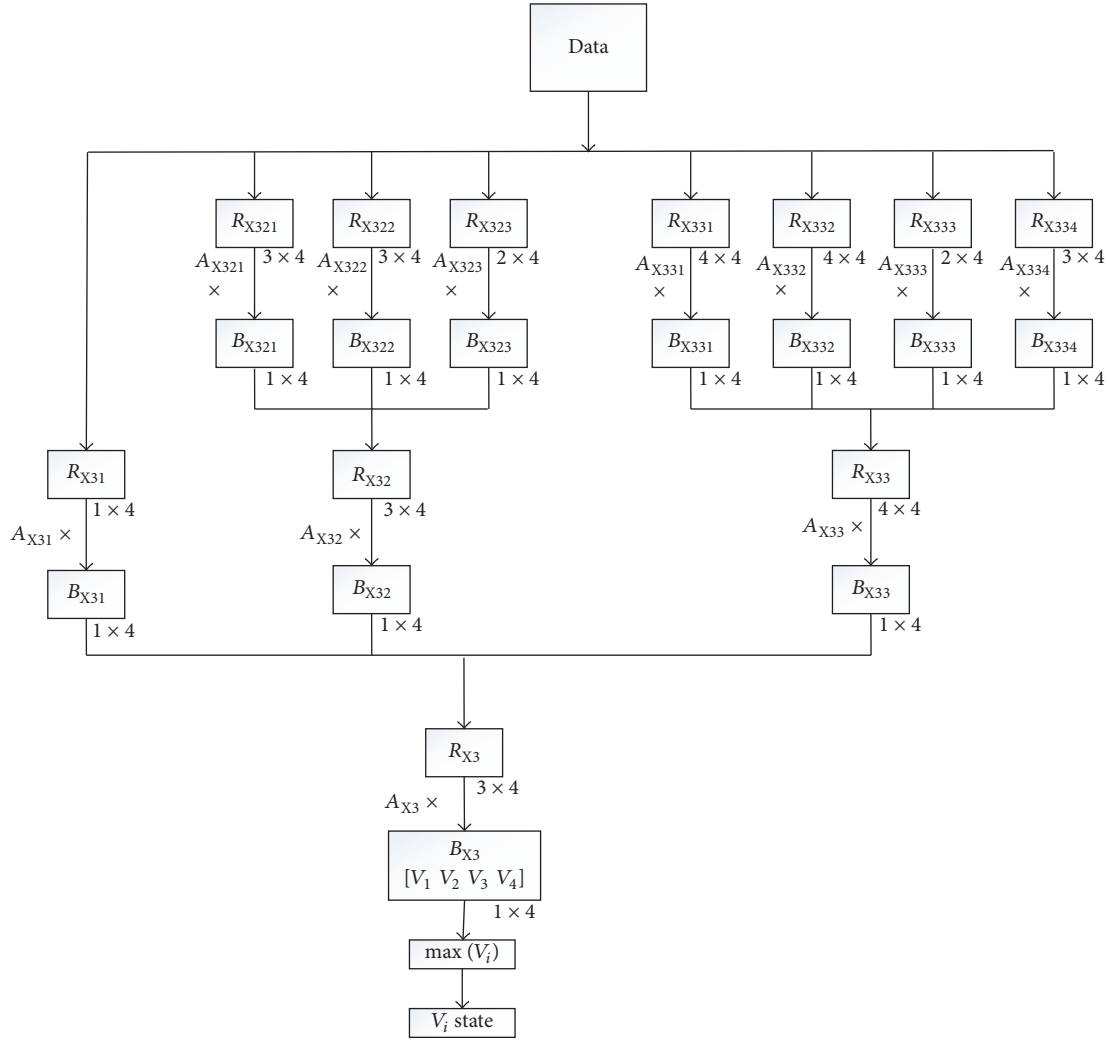 Data
R_X321 R_X322 R_X323 R_X331 R_X332 R_X333 R_X334
3 × 4 3 × 4 2 × 4 4 × 4 4 × 4 2 × 4 3 × 4
A_X321 × A_X322 × A_X323 × A_X331 × A_X332 × A_X333 × A_X334 ×
B_X321 B_X322 B_X323 B_X331 B_X332 B_X333 B_X334
1 × 4 1 × 4 1 × 4 1 × 4 1 × 4 1 × 4 1 × 4
R_X31 R_X32 R_X33
1 × 4 3 × 4 4 × 4
A_X31 × A_X32 × A_X33 ×
B_X31 B_X32 B_X33
1 × 4 1 × 4 1 × 4
R_X3
3 × 4
A_X3 ×
B_X3
[V_1 V_2 V_3 V_4]
1 × 4
max (V_i)
V_i state